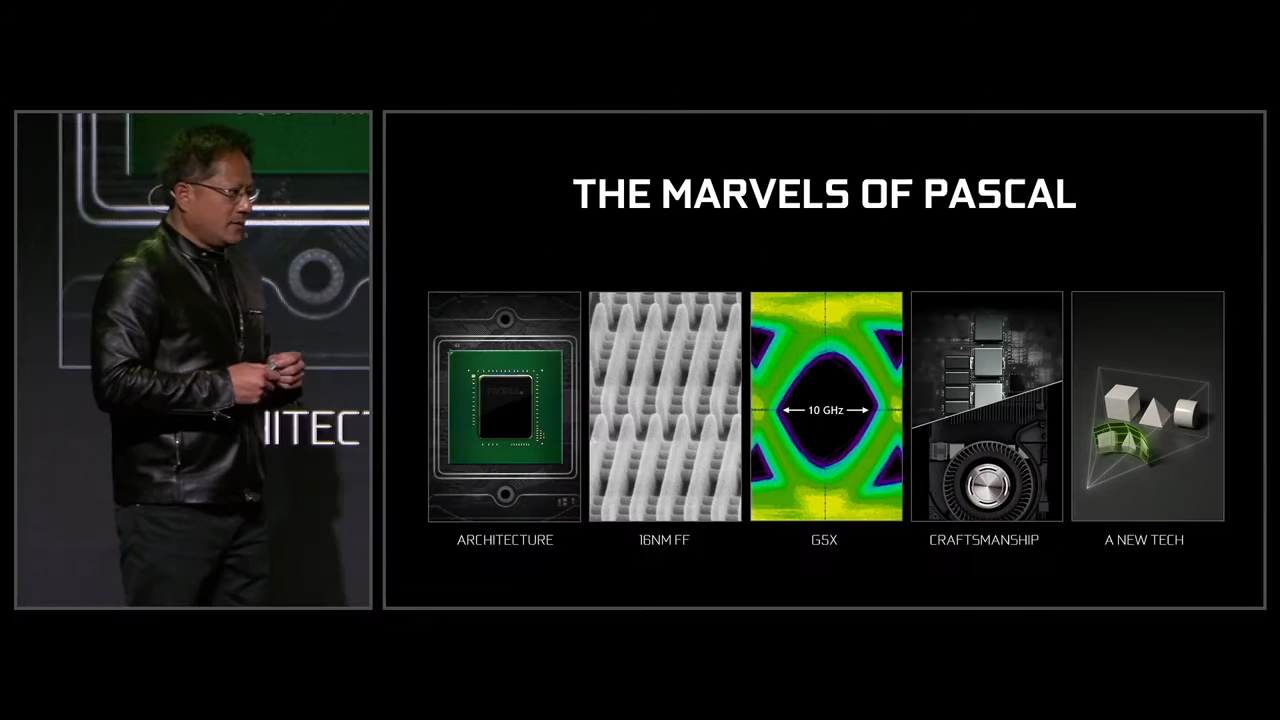 IITECT
THE MARVELS OF PASCAL
10 GHz
ARCHITECTURE
16NM FF
G5X
CRAFTSMANSHIP
A NEW TECH